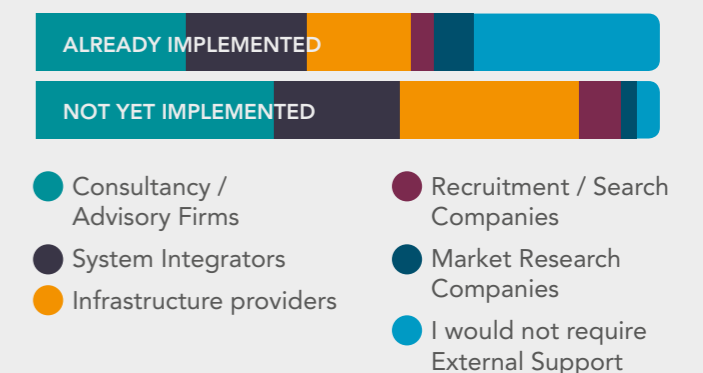 ALREADY IMPLEMENTED
NOT YET IMPLEMENTED
Consultancy /
Advisory Firms
System Integrators
Infrastructure providers
Recruitment / Search
Companies
Market Research
Companies
I would not require
External Support